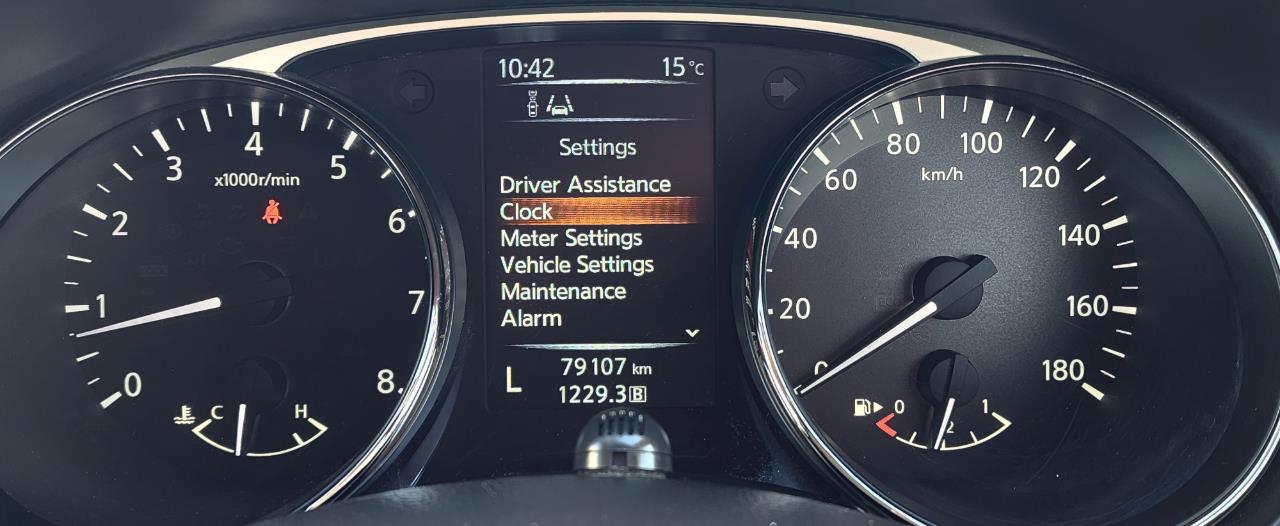 10:42 15°C
Settings
Driver Assistance
Clock
Meter Settings
Vehicle Settings
Maintenance
Alarm
L
79107 km
1229.3 B
0
1
2
3
4
5
6
7
8
x1000r/min
C H
0
20
40
60
80
100
120
140
160
180
km/h
0 1